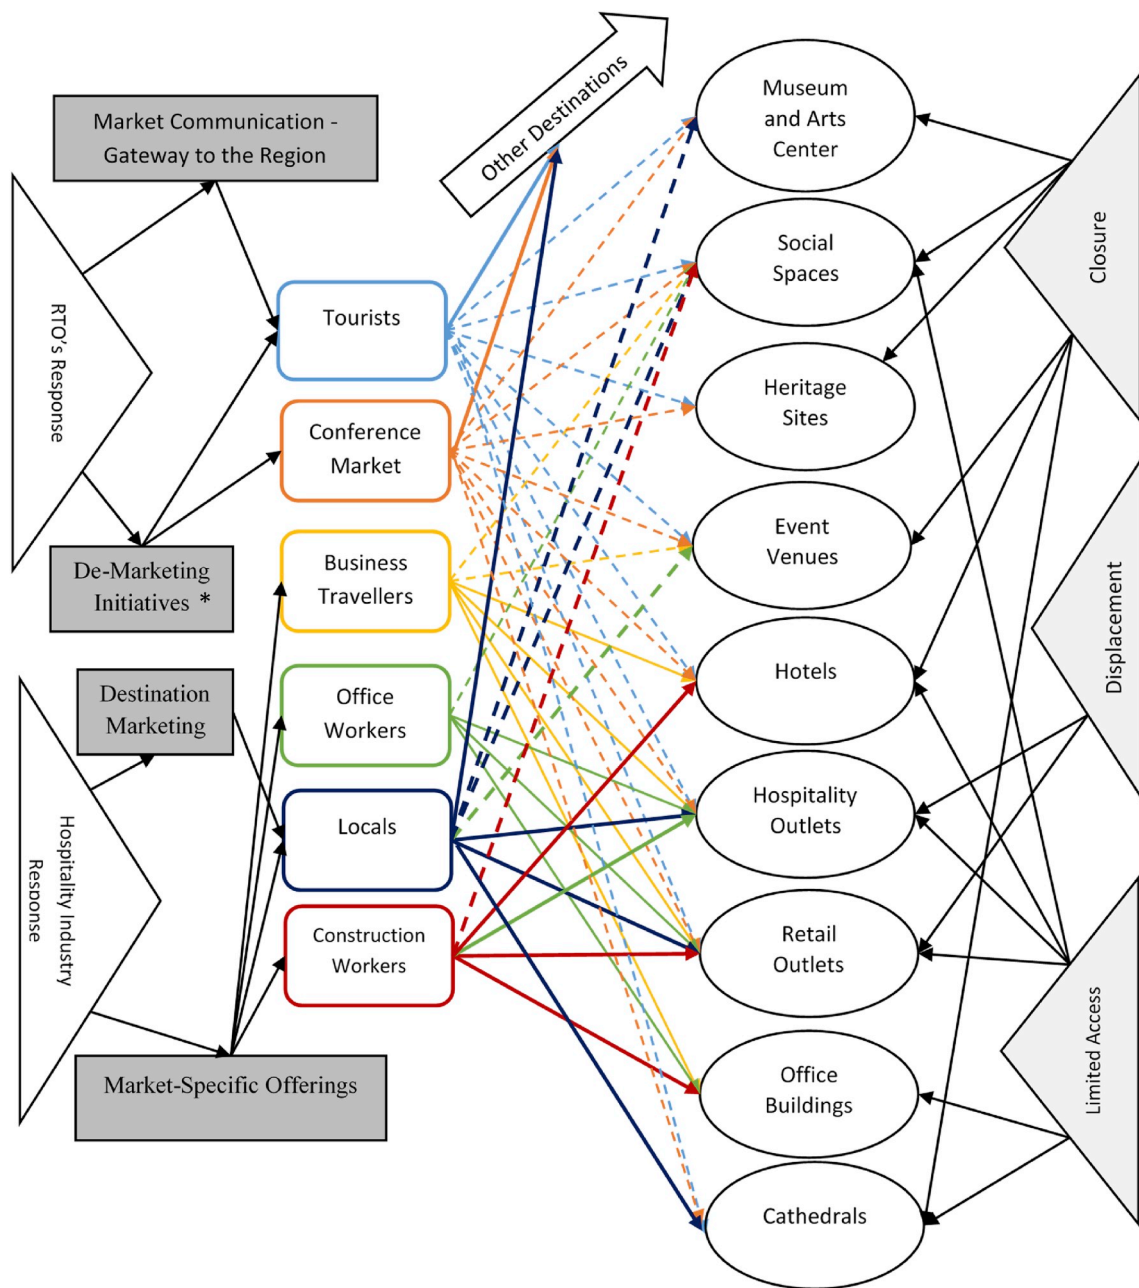 Other Destinations
Market Communication -
Gateway to the Region
RTO's Response
De-Marketing
Initiatives *
Destination
Marketing
Hospitality Industry
Response
Market-Specific Offerings
Tourists
Conference
Market
Business
Travellers
Office
Workers
Locals
Construction
Workers
Museum
and Arts
Center
Social
Spaces
Heritage
Sites
Event
Venues
Hotels
Hospitality
Outlets
Retail
Outlets
Office
Buildings
Cathedrals
Closure
Displacement
Limited Access